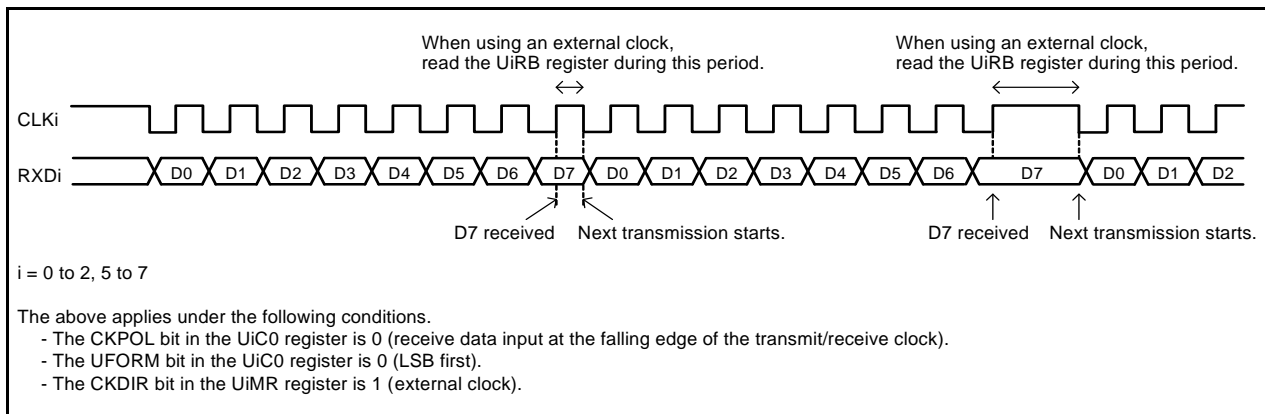 When using an external clock,
read the UiRB register during this period.
When using an external clock,
read the UiRB register during this period.
CLKi
RXDi D0 D1 D2 D3 D4 D5 D6 D7 D0 D1 D2 D3 D4 D5 D6 D7 D0 D1 D2
D7 received Next transmission starts. D7 received Next transmission starts.
i = 0 to 2, 5 to 7
The above applies under the following conditions.
- The CKPOL bit in the UiC0 register is 0 (receive data input at the falling edge of the transmit/receive clock).
- The UFORM bit in the UiC0 register is 0 (LSB first).
- The CKDIR bit in the UiMR register is 1 (external clock).